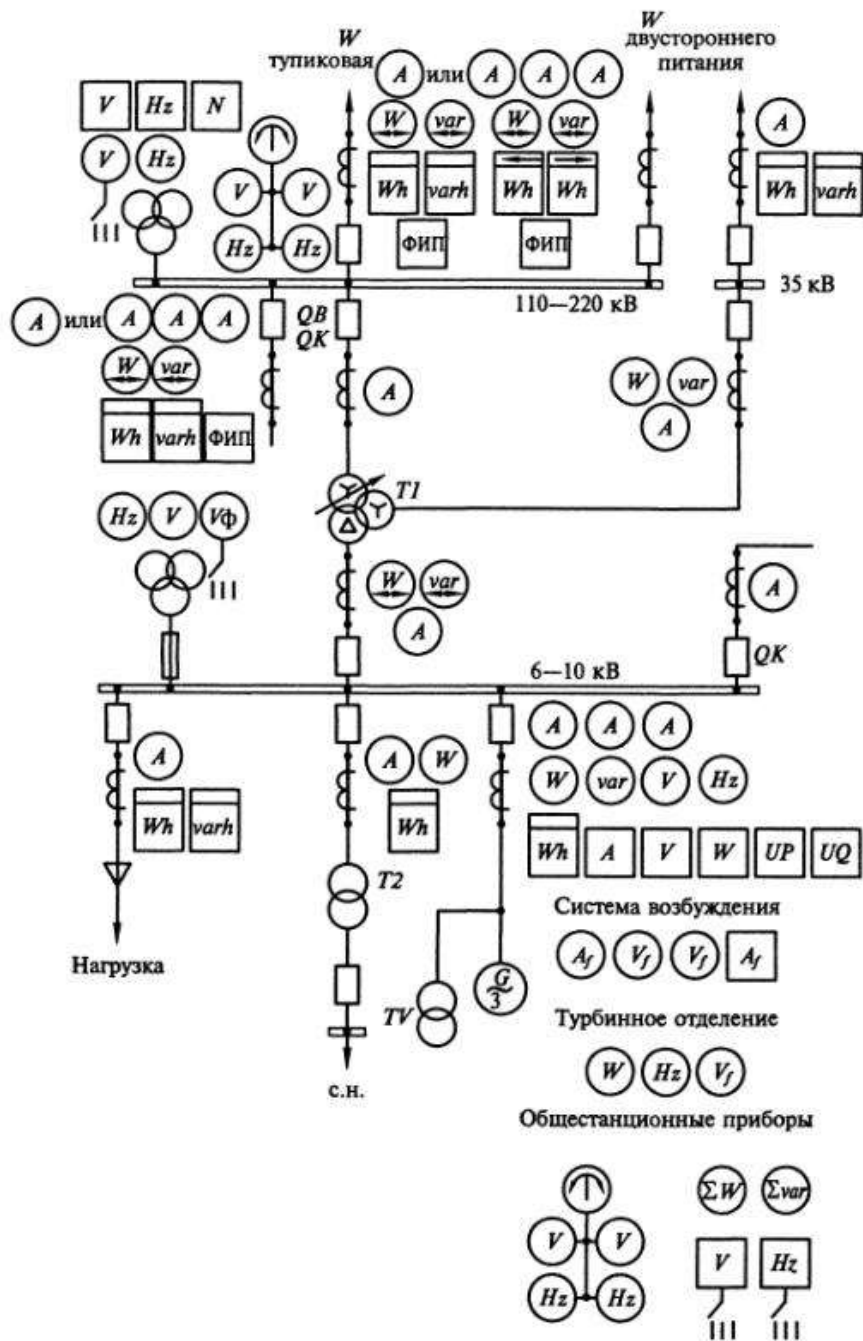 W
тупиковая
A или A A A
W
двустороннего
питания
V Hz N
W var W var
A
V Hz
V V
Wh varh Wh Wh
Wh varh
Hz Hz
ФИП ФИП
110—220 кВ
35 кВ
A или A A A
QB
QK
W var
A
W var
A
Wh varh ФИП
T1
Hz V Vф
W var
A
A
QK
6—10 кВ
A
A W
A A A
W var V Hz
Wh varh
Wh
Wh A V W UP UQ
T2
Система возбуждения
Af Vf Vf Af
Нагрузка
TV
G
3
Турбинное отделение
W Hz Vf
с.н.
Общестанционные приборы
ΣW Σvar
V V
V Hz
Hz Hz